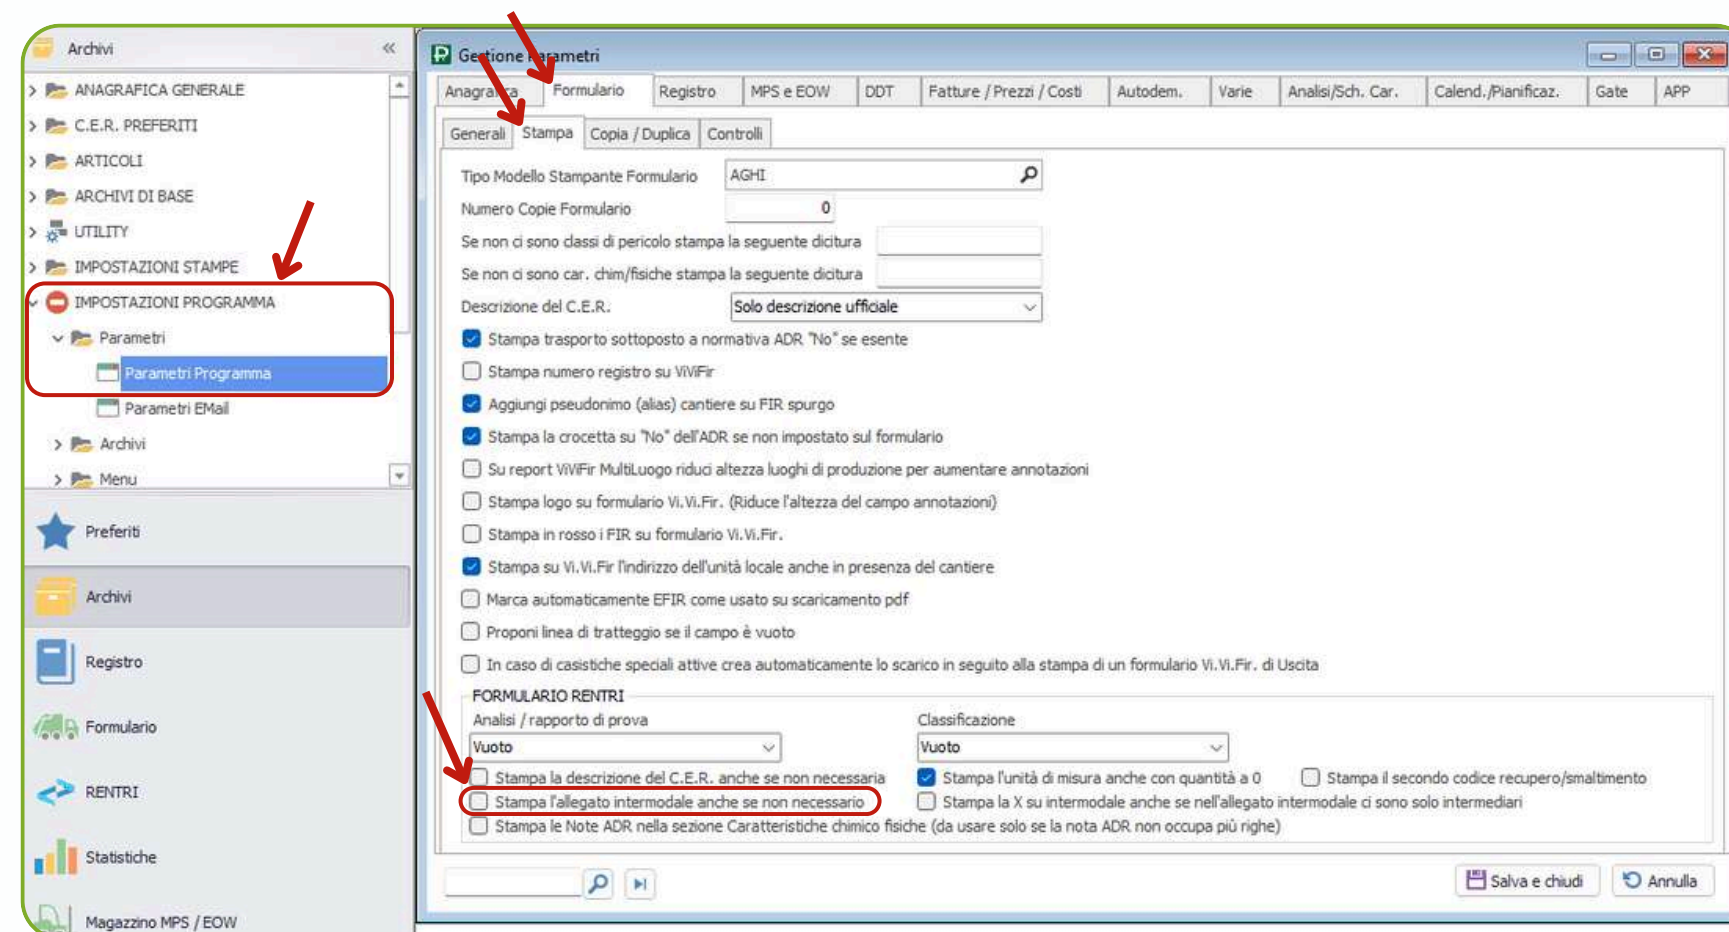 Archivi
ANAGRAFICA GENERALE
C.E.R. PREFERITI
ARTICOLI
ARCHIVI DI BASE
UTILITY
IMPOSTAZIONI STAMPE
IMPOSTAZIONI PROGRAMMA
Parametri
Parametri Programma
Parametri EMail
Archivi
Menu
Preferiti
Archivi
Registro
Formulario
RENTRI
Statistiche
Magazzino MPS / EOW
Gestione Parametri
Anagrafica Formulario Registro MPS e EOW DDT Fatture / Prezzi / Costi Autodem. Varie Analisi/Sch. Car. Calend./Pianificaz. Gate APP
Generali Stampa Copia / Duplica Controlli
Tipo Modello Stampante Formulario AGHI
Numero Copie Formulario 0
Se non ci sono classi di pericolo stampa la seguente dicitura
Se non ci sono car. chim/fisiche stampa la seguente dicitura
Descrizione del C.E.R. Solo descrizione ufficiale
Stampa trasporto sottoposto a normativa ADR "No" se esente
Stampa numero registro su ViViFir
Aggiungi pseudonimo (alias) cantiere su FIR spurgo
Stampa la crocetta su "No" dell'ADR se non impostato sul formulario
Su report ViViFir MultiLuogo riduci altezza luoghi di produzione per aumentare annotazioni
Stampa logo su formulario Vi.Vi.Fir. (Riduce l'altezza del campo annotazioni)
Stampa in rosso i FIR su formulario Vi.Vi.Fir.
Stampa su Vi.Vi.Fir l'indirizzo dell'unità locale anche in presenza del cantiere
Marca automaticamente EFIR come usato su scaricamento pdf
Proponi linea di tratteggio se il campo è vuoto
In caso di casistiche speciali attive crea automaticamente lo scarico in seguito alla stampa di un formulario Vi.Vi.Fir. di Uscita
FORMULARIO RENTRI
Analisi / rapporto di prova Classificazione
Vuoto Vuoto
Stampa la descrizione del C.E.R. anche se non necessaria Stampa l'unità di misura anche con quantità a 0 Stampa il secondo codice recupero/smaltimento
Stampa l'allegato intermodale anche se non necessario Stampa la X su intermodale anche se nell'allegato intermodale ci sono solo intermediari
Stampa le Note ADR nella sezione Caratteristiche chimico fisiche (da usare solo se la nota ADR non occupa più righe)
Salva e chiudi Annulla